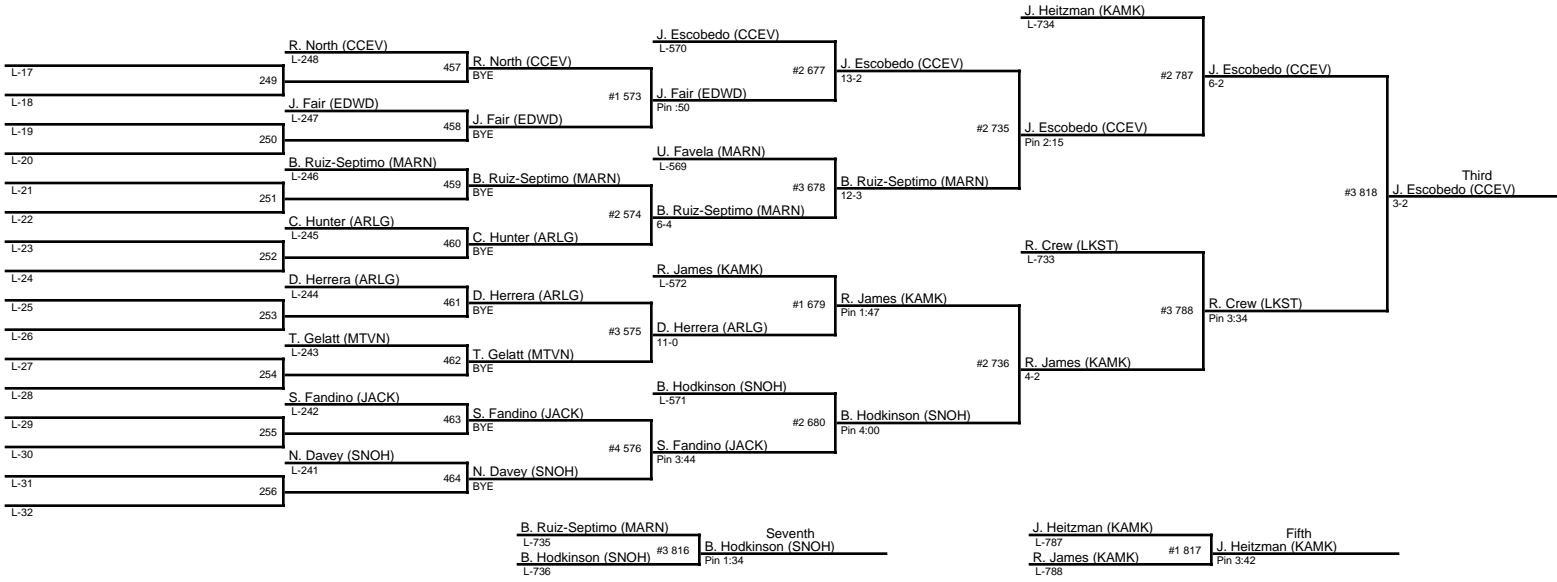 L-17
249
L-18
L-19
250
L-20
L-21
251
L-22
L-23
252
L-24
L-25
253
L-26
L-27
254
L-28
L-29
255
L-30
L-31
256
L-32
R. North (CCEV)
L-248
457
J. Fair (EDWD)
L-247
458
B. Ruiz-Septimo (MARN)
L-246
459
C. Hunter (ARLG)
L-245
460
D. Herrera (ARLG)
L-244
461
T. Gelatt (MTVN)
L-243
462
S. Fandino (JACK)
L-242
463
N. Davey (SNOH)
L-241
464
R. North (CCEV)
BYE
#1 573
J. Fair (EDWD)
BYE
B. Ruiz-Septimo (MARN)
BYE
#2 574
C. Hunter (ARLG)
BYE
D. Herrera (ARLG)
BYE
#3 575
T. Gelatt (MTVN)
BYE
S. Fandino (JACK)
BYE
#4 576
N. Davey (SNOH)
BYE
J. Escobedo (CCEV)
L-570
#2 677
J. Fair (EDWD)
Pin :50
U. Favela (MARN)
L-569
#3 678
B. Ruiz-Septimo (MARN)
6-4
R. James (KAMK)
L-572
#1 679
D. Herrera (ARLG)
11-0
B. Hodkinson (SNOH)
L-571
#2 680
S. Fandino (JACK)
Pin 3:44
J. Escobedo (CCEV)
13-2
#2 735
B. Ruiz-Septimo (MARN)
12-3
R. James (KAMK)
Pin 1:47
#2 736
B. Hodkinson (SNOH)
Pin 4:00
J. Heitzman (KAMK)
L-734
#2 787
J. Escobedo (CCEV)
Pin 2:15
R. Crew (LKST)
L-733
#3 788
R. James (KAMK)
4-2
J. Escobedo (CCEV)
6-2
#3 818
R. Crew (LKST)
Pin 3:34
Third
J. Escobedo (CCEV)
3-2
B. Ruiz-Septimo (MARN)
L-735
#3 816
B. Hodkinson (SNOH)
L-736
Seventh
B. Hodkinson (SNOH)
Pin 1:34
J. Heitzman (KAMK)
L-787
#1 817
R. James (KAMK)
L-788
Fifth
J. Heitzman (KAMK)
Pin 3:42